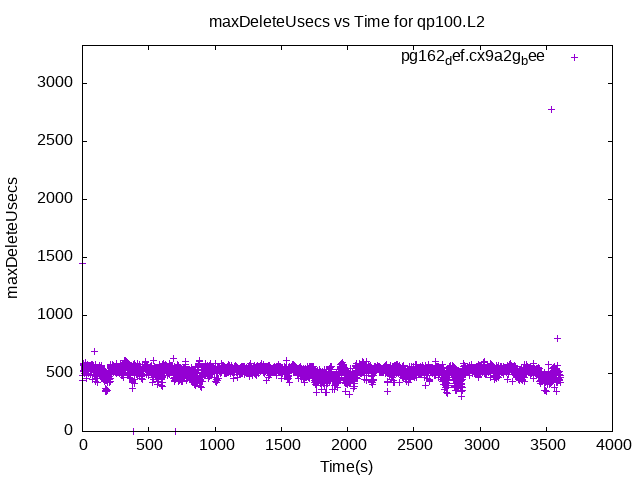 maxDeleteUsecs vs Time for qp100.L2
pg162def.cx9a2gbee
3000
2500
2000
1500
1000
500
0
maxDeleteUsecs
0 500 1000 1500 2000 2500 3000 3500 4000
Time(s)